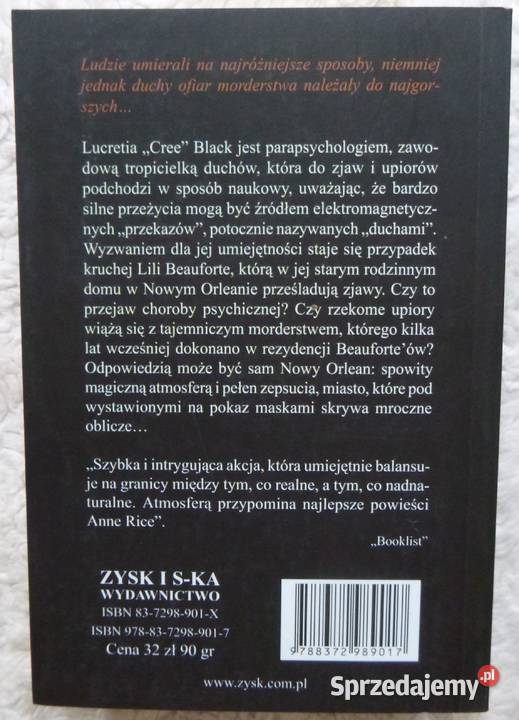 Ludzie umierali na najróżniejsze sposoby, niemniej
jednak duchy ofiar morderstwa należały do najgor-
szych...
Lucretia „Cree” Black jest parapsychologiem, zawo-
dową tropicielką duchów, która do zjaw i upiorów
podchodzi w sposób naukowy, uważając, że bardzo
silne przeżycia mogą być źródłem elektromagnetycz-
nych „przekazów”, potocznie nazywanych „duchami”.
Wyzwaniem dla jej umiejętności staje się przypadek
kruchej Lili Beauforte, którą w jej starym rodzinnym
domu w Nowym Orleanie prześladują zjawy. Czy to
przejaw choroby psychicznej? Czy rzekome upiory
wiążą się z tajemniczym morderstwem, którego kilka
lat wcześniej dokonano w rezydencji Beauforte’ów?
Odpowiedzią może być sam Nowy Orlean: spowity
magiczną atmosferą i pełen zepsucia, miasto, które pod
wystawionymi na pokaz maskami skrywa mroczne
oblicze...
„Szybka i intrygująca akcja, która umiejętnie balansu-
je na granicy między tym, co realne, a tym, co nadna-
turalne. Atmosferą przypomina najlepsze powieści
Anne Rice”.
„Booklist”
ZYSK I S-KA
WYDAWNICTWO
ISBN 83-7298-901-X
ISBN 978-83-7298-901-7
Cena 32 zł 90 gr
9788372989017
www.zysk.com.pl
Sprzedajemy.pl